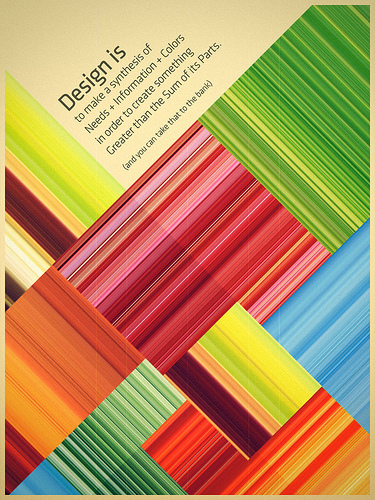 Design is
to make a synthesis of
Needs + Information + Colors
in order to create something
Greater than the Sum of its Parts.
(and you can take that to the bank)